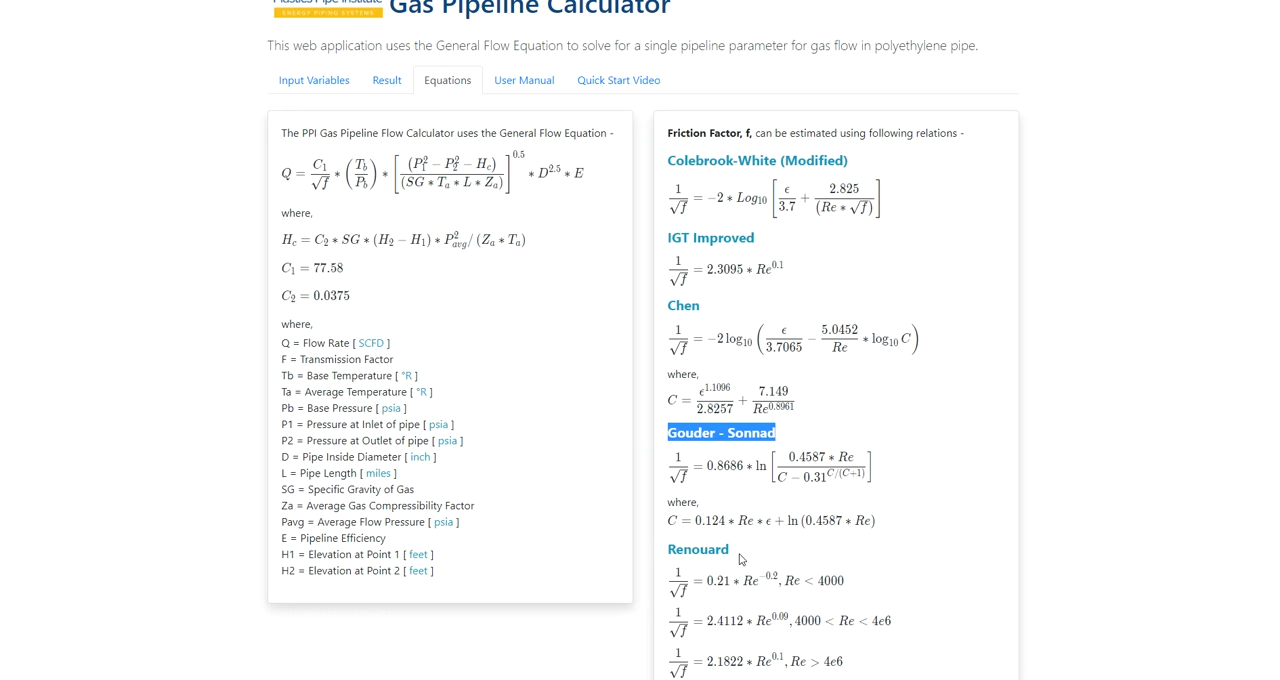 Plastics Pipe Institute
ENERGY PIPING SYSTEMS
Gas Pipeline Calculator
This web application uses the General Flow Equation to solve for a single pipeline parameter for gas flow in polyethylene pipe.
Input Variables Result Equations User Manual Quick Start Video
The PPI Gas Pipeline Flow Calculator uses the General Flow Equation -
Q = C₁/√f * (T_b/P_b) * [(P₁² − P₂² − H_c)/(SG * T_a * L * Z_a)]^0.5 * D^2.5 * E
where,
H_c = C₂ * SG * (H₂ − H₁) * P²_avg/ (Z_a * T_a)
C₁ = 77.58
C₂ = 0.0375
where,
Q = Flow Rate [ SCFD ]
F = Transmission Factor
Tb = Base Temperature [ °R ]
Ta = Average Temperature [ °R ]
Pb = Base Pressure [ psia ]
P1 = Pressure at Inlet of pipe [ psia ]
P2 = Pressure at Outlet of pipe [ psia ]
D = Pipe Inside Diameter [ inch ]
L = Pipe Length [ miles ]
SG = Specific Gravity of Gas
Za = Average Gas Compressibility Factor
Pavg = Average Flow Pressure [ psia ]
E = Pipeline Efficiency
H1 = Elevation at Point 1 [ feet ]
H2 = Elevation at Point 2 [ feet ]
Friction Factor, f, can be estimated using following relations -
Colebrook-White (Modified)
1/√f = −2 * Log₁₀ [ϵ/3.7 + 2.825/(Re * √f)]
IGT Improved
1/√f = 2.3095 * Re^0.1
Chen
1/√f = −2 log₁₀ (ϵ/3.7065 − 5.0452/Re * log₁₀ C)
where,
C = ϵ^1.1096/2.8257 + 7.149/Re^0.8961
Gouder - Sonnad
1/√f = 0.8686 * ln [0.4587 * Re/C − 0.31^C/(C+1)]
where,
C = 0.124 * Re * ϵ + ln (0.4587 * Re)
Renouard
1/√f = 0.21 * Re^−0.2, Re < 4000
1/√f = 2.4112 * Re^0.09, 4000 < Re < 4e6
1/√f = 2.1822 * Re^0.1, Re > 4e6